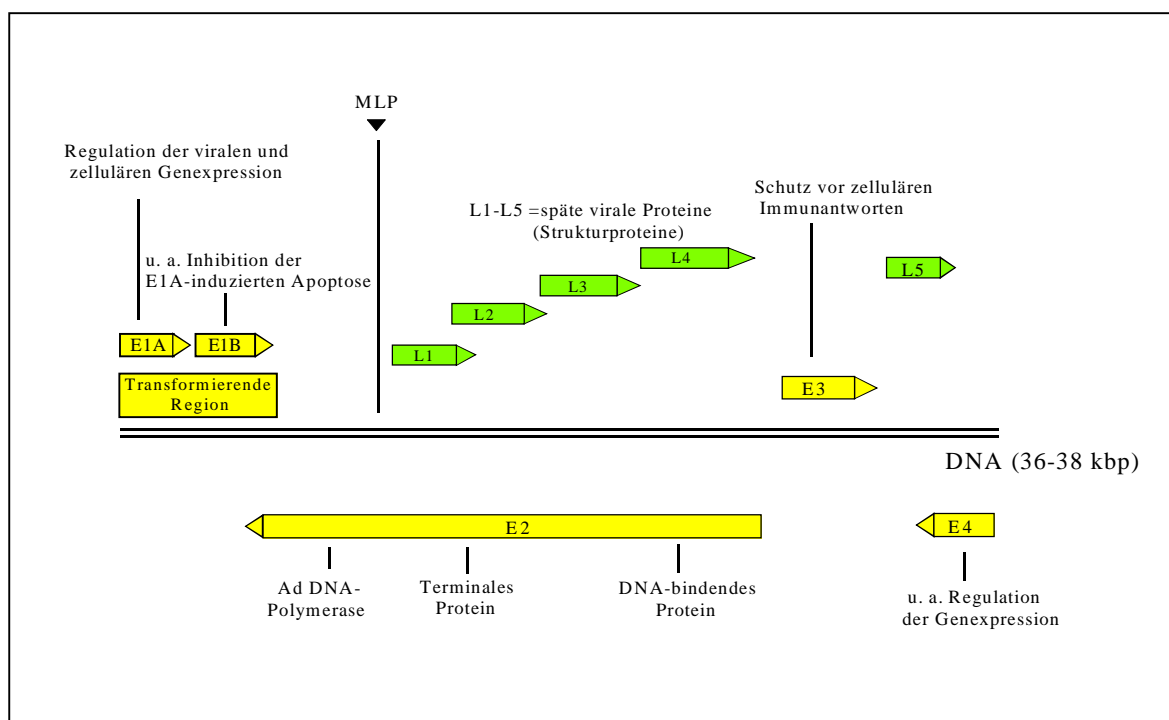 MLP
Regulation der viralen und
zellulären Genexpression
Schutz vor zellulären
Immunantworten
L1-L5 =späte virale Proteine
(Strukturproteine)
u. a. Inhibition der
E1A-induzierten Apoptose
L4
L5
L3
L2
E1A
E1B
L1
E3
Transformierende
Region
DNA (36-38 kbp)
E2
E4
Ad DNA-
Polymerase
Terminales
Protein
DNA-bindendes
Protein
u. a. Regulation
der Genexpression